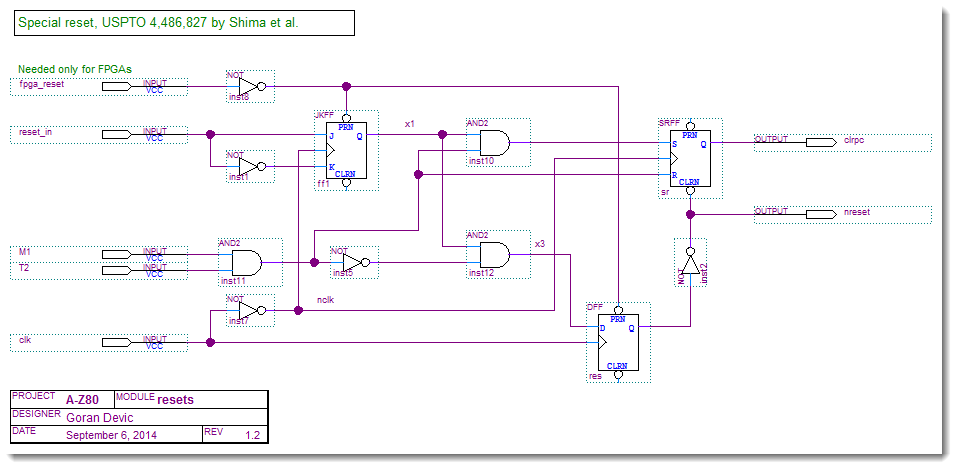 Special reset, USPTO 4,486,827 by Shima et al.
Needed only for FPGAs
fpga_reset
INPUT
VCC
NOT
inst8
reset_in
INPUT
VCC
NOT
inst1
JKFF
PRN
J
Q
K
CLRN
ff1
x1
AND2
inst10
SRFF
PRN
S
Q
R
CLRN
sr
OUTPUT
clrpc
OUTPUT
nreset
M1
INPUT
VCC
T2
INPUT
VCC
AND2
inst11
NOT
inst6
AND2
inst12
x3
NOT
inst2
NOT
inst7
nclk
clk
INPUT
VCC
DFF
PRN
D
Q
CLRN
res
PROJECT A-Z80 MODULE resets
DESIGNER Goran Devic
DATE September 6, 2014 REV 1.2